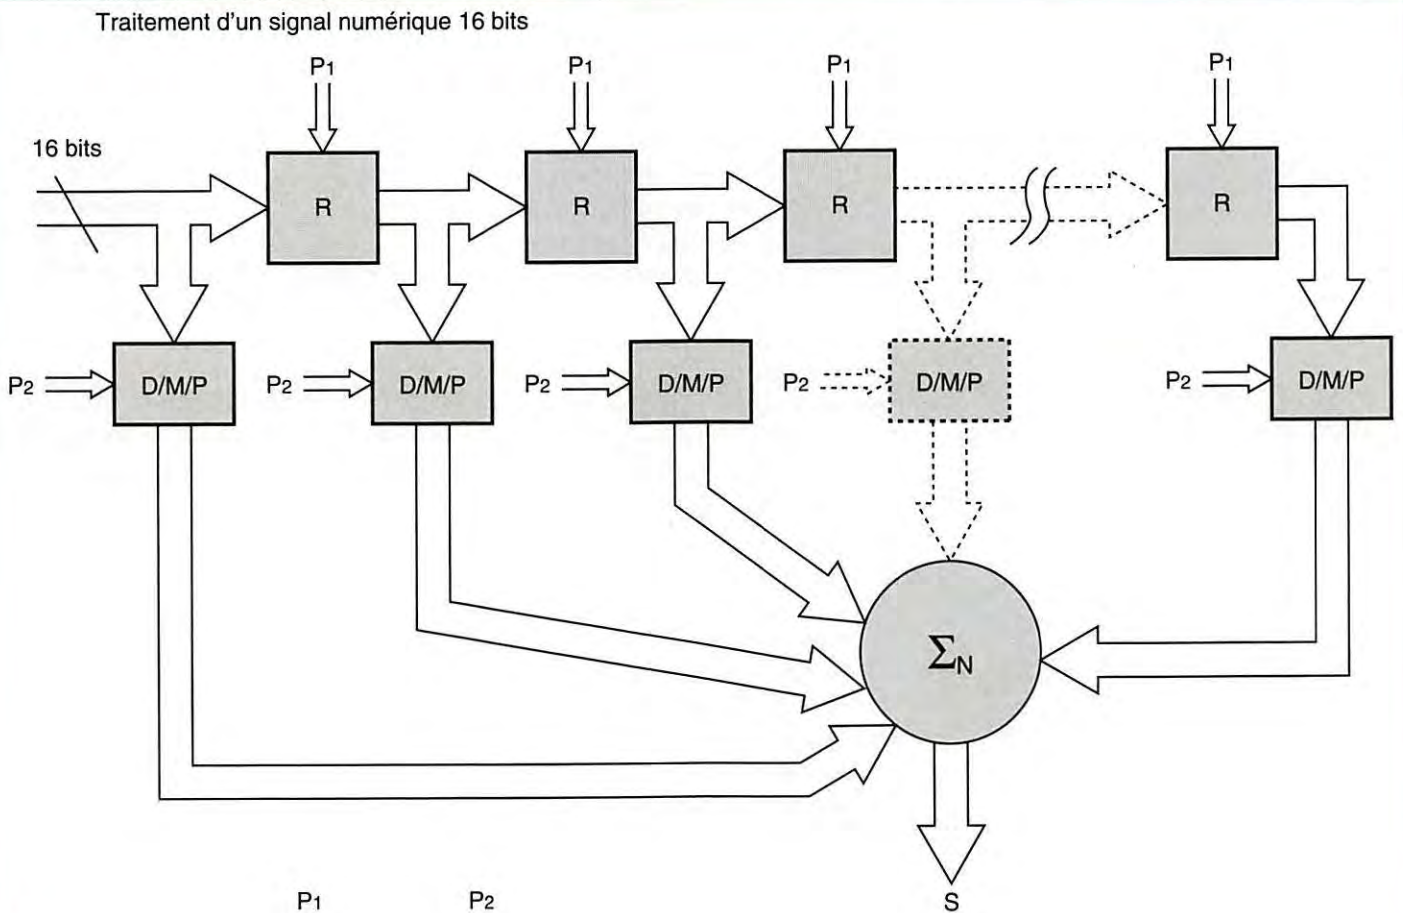 Traitement d'un signal numérique 16 bits
P1 P1 P1 P1
16 bits
R R R R
P2 D/M/P P2 D/M/P P2 D/M/P P2 D/M/P P2 D/M/P
ΣN
P1 P2 S